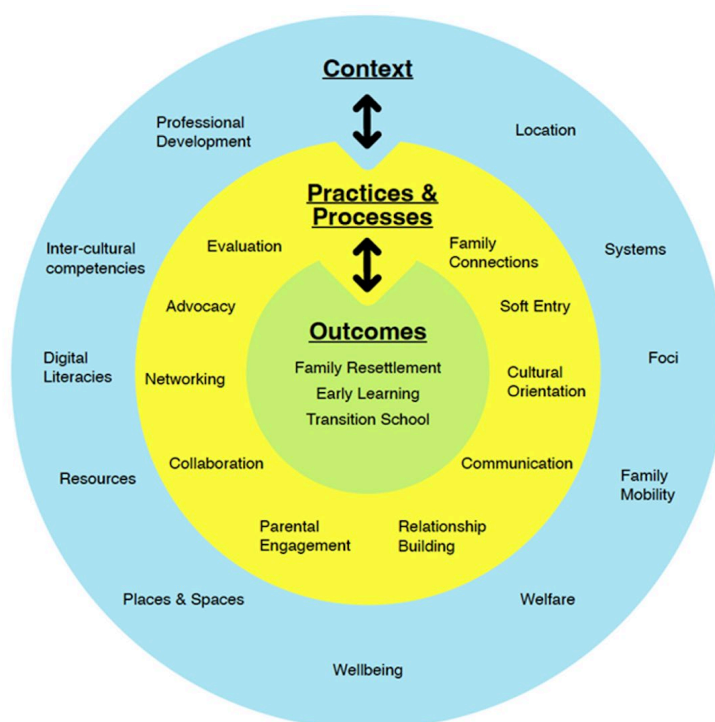 Context
Professional
Development
Location
Inter-cultural
competencies
Systems
Digital
Literacies
Foci
Resources
Family
Mobility
Places & Spaces
Welfare
Wellbeing
Practices &
Processes
Evaluation
Family
Connections
Advocacy
Soft Entry
Networking
Cultural
Orientation
Collaboration
Communication
Parental
Engagement
Relationship
Building
Outcomes
Family Resettlement
Early Learning
Transition School